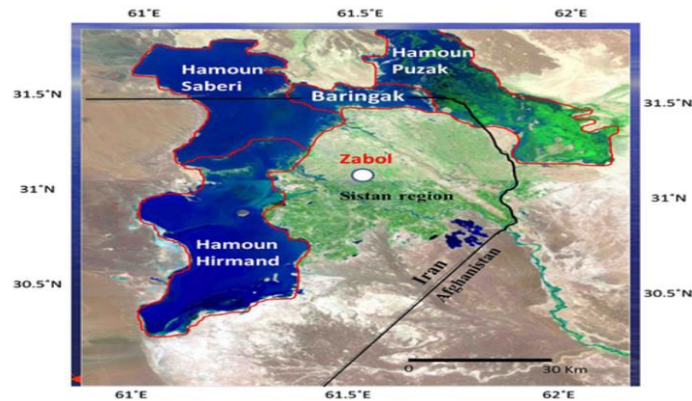 61°E 61.5°E 62°E
Hamoun
Saberi
Hamoun
Puzak
Baringak
31.5°N 31.5°N
Zabol
31°N 31°N
Sistan region
Hamoun
Hirmand
Iran
Afghanistan
30.5°N 30.5°N
0 30 Km
61°E 61.5°E 62°E